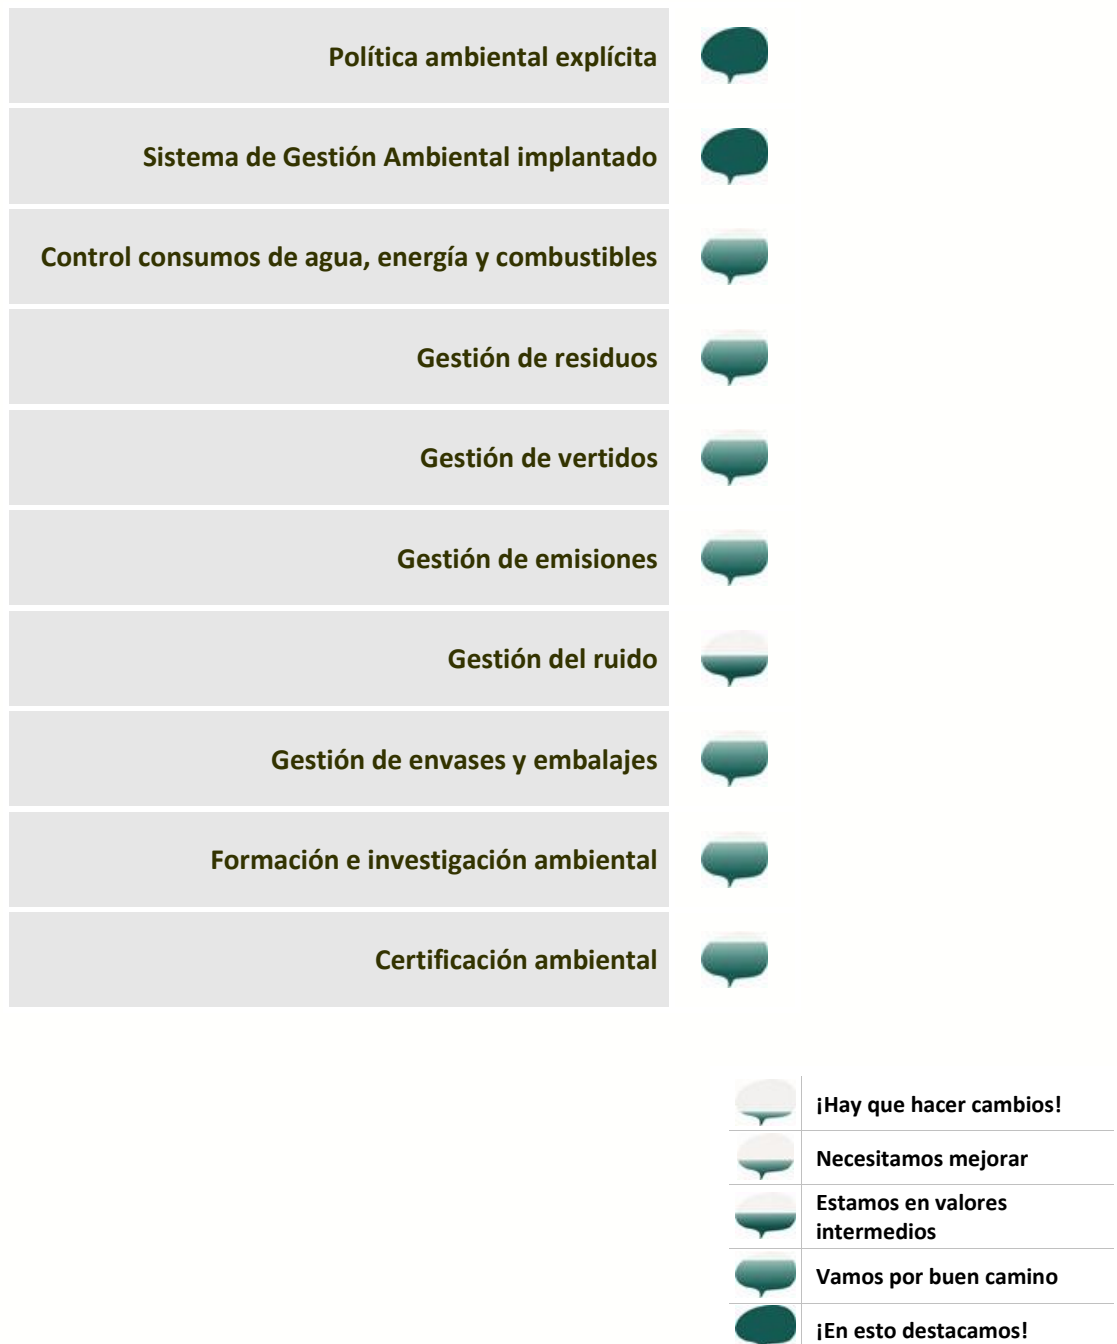 Política ambiental explícita
Sistema de Gestión Ambiental implantado
Control consumos de agua, energía y combustibles
Gestión de residuos
Gestión de vertidos
Gestión de emisiones
Gestión del ruido
Gestión de envases y embalajes
Formación e investigación ambiental
Certificación ambiental
¡Hay que hacer cambios!
Necesitamos mejorar
Estamos en valores
intermedios
Vamos por buen camino
¡En esto destacamos!